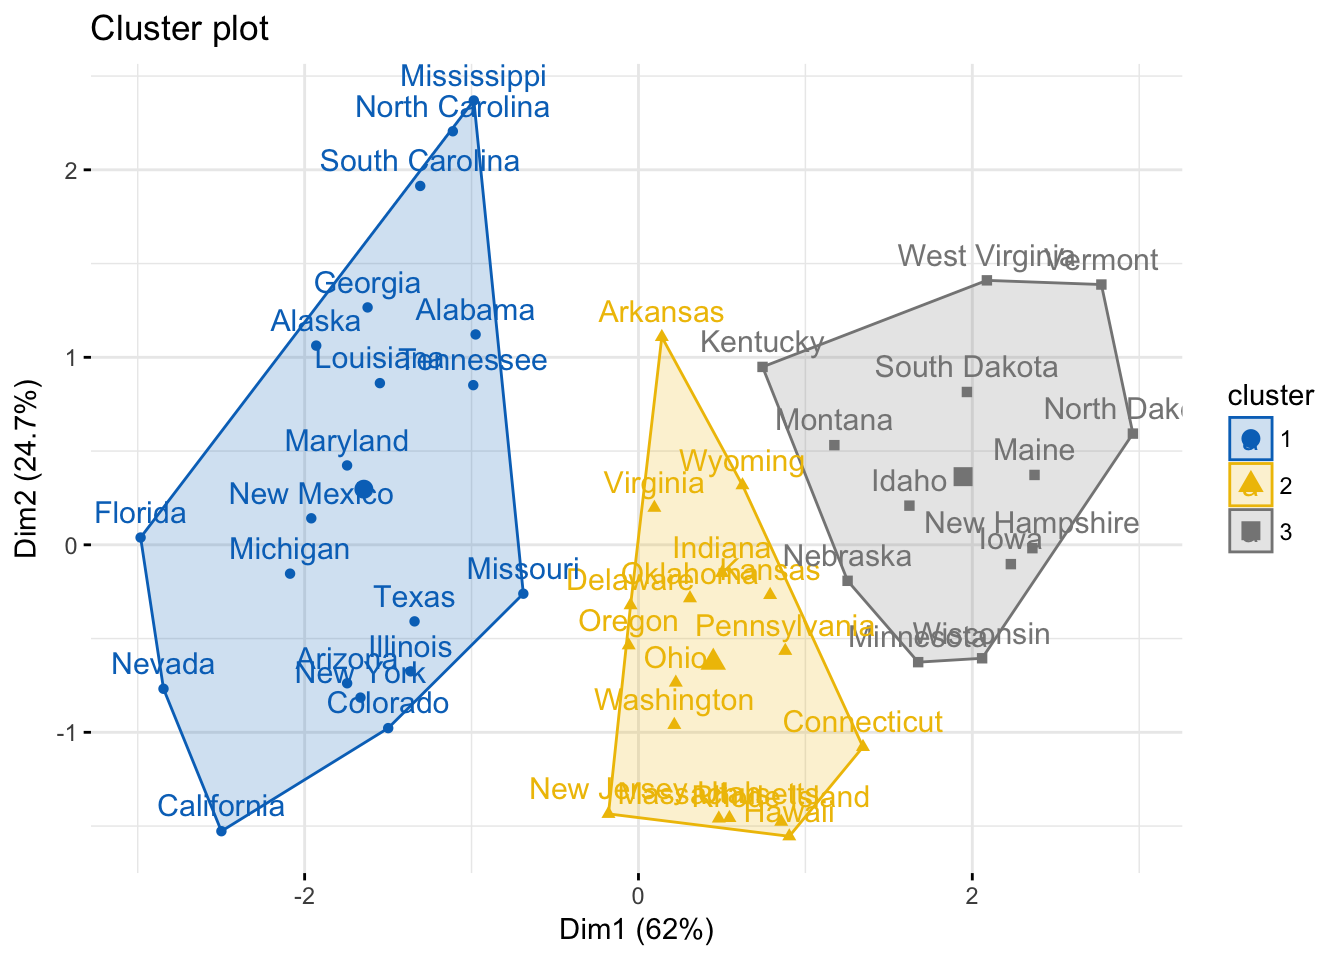 Cluster plot
Mississippi
North Carolina
South Carolina
West Virginia
Vermont
Georgia
Alabama
Arkansas
Alaska
Kentucky
Louisiana
Tennessee
South Dakota
North Dak
Montana
Maryland
Maine
Wyoming
Virginia
Idaho
New Mexico
Florida
New Hampshire
Iowa
Michigan
Indiana
Nebraska
Missouri
Delaware
Oklahoma
Kansas
Texas
Oregon
Pennsylvania
Minnesota
Wisconsin
Illinois
Arizona
New York
Nevada
Ohio
Colorado
Washington
Connecticut
California
New Jersey
Massachusetts
Utah
Rhode Island
Hawaii
2
1
0
-1
-2
0
2
Dim1 (62%)
Dim2 (24.7%)
cluster
a 1
a 2
a 3